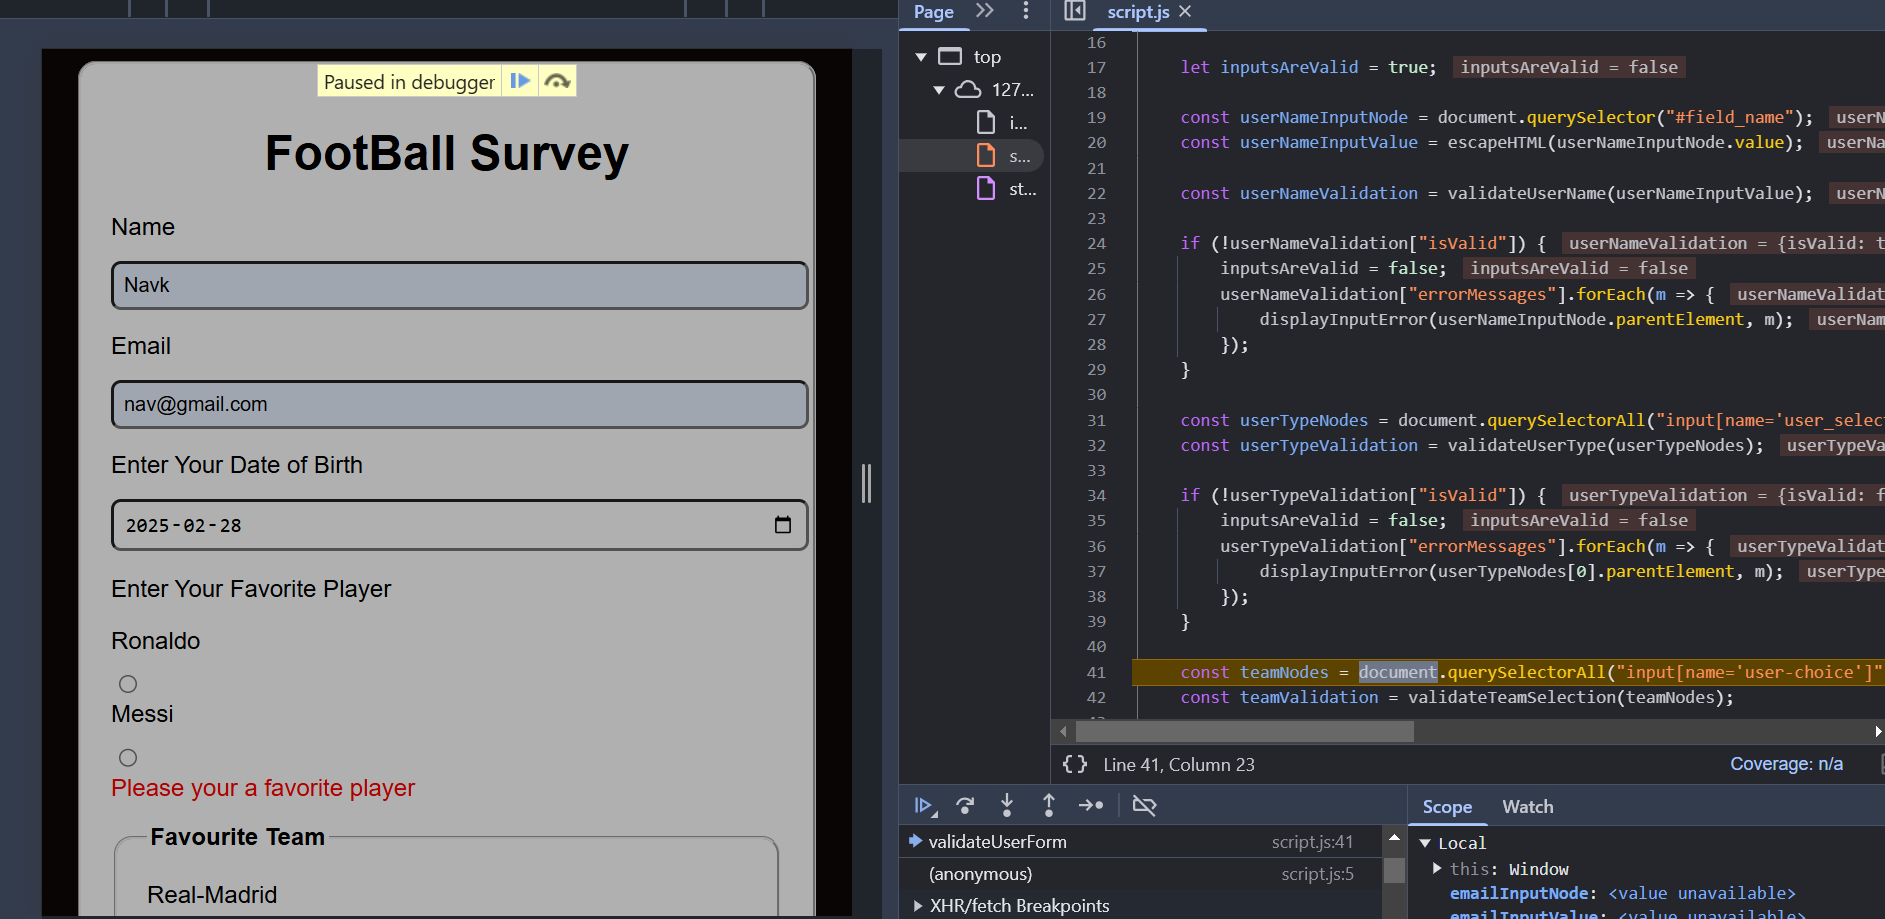 Paused in debugger
FootBall Survey
Name
Navk
Email
nav@gmail.com
Enter Your Date of Birth
2025-02-28
Enter Your Favorite Player
Ronaldo
Messi
Please your a favorite player
Favourite Team
Real-Madrid
Page
script.js
top
127...
i...
s...
st...
16
17 let inputsAreValid = true; inputsAreValid = false
18
19 const userNameInputNode = document.querySelector("#field_name"); userN
20 const userNameInputValue = escapeHTML(userNameInputNode.value); userNa
21
22 const userNameValidation = validateUserName(userNameInputValue); userN
23
24 if (!userNameValidation["isValid"]) { userNameValidation = {isValid: t
25 inputsAreValid = false; inputsAreValid = false
26 userNameValidation["errorMessages"].forEach(m => { userNameValidat
27 displayInputError(userNameInputNode.parentElement, m); userNam
28 });
29 }
30
31 const userTypeNodes = document.querySelectorAll("input[name='user_selec
32 const userTypeValidation = validateUserType(userTypeNodes); userTypeVa
33
34 if (!userTypeValidation["isValid"]) { userTypeValidation = {isValid: f
35 inputsAreValid = false; inputsAreValid = false
36 userTypeValidation["errorMessages"].forEach(m => { userTypeValidat
37 displayInputError(userTypeNodes[0].parentElement, m); userType
38 });
39 }
40
41 const teamNodes = document.querySelectorAll("input[name='user-choice']"
42 const teamValidation = validateTeamSelection(teamNodes);
{} Line 41, Column 23
Coverage: n/a
validateUserForm script.js:41
(anonymous) script.js:5
XHR/fetch Breakpoints
Scope
Watch
Local
this: Window
emailInputNode: <value unavailable>
emailInputValue: <value unavailable>